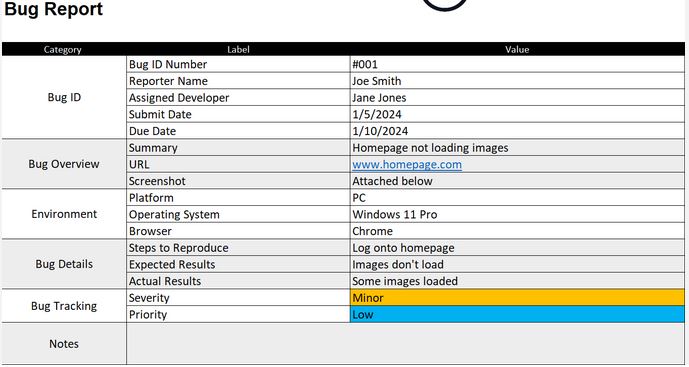 Bug Report
Category Label Value
Bug ID Bug ID Number #001
Reporter Name Joe Smith
Assigned Developer Jane Jones
Submit Date 1/5/2024
Due Date 1/10/2024
Bug Overview Summary Homepage not loading images
URL www.homepage.com
Screenshot Attached below
Environment Platform PC
Operating System Windows 11 Pro
Browser Chrome
Bug Details Steps to Reproduce Log onto homepage
Expected Results Images don't load
Actual Results Some images loaded
Bug Tracking Severity Minor
Priority Low
Notes